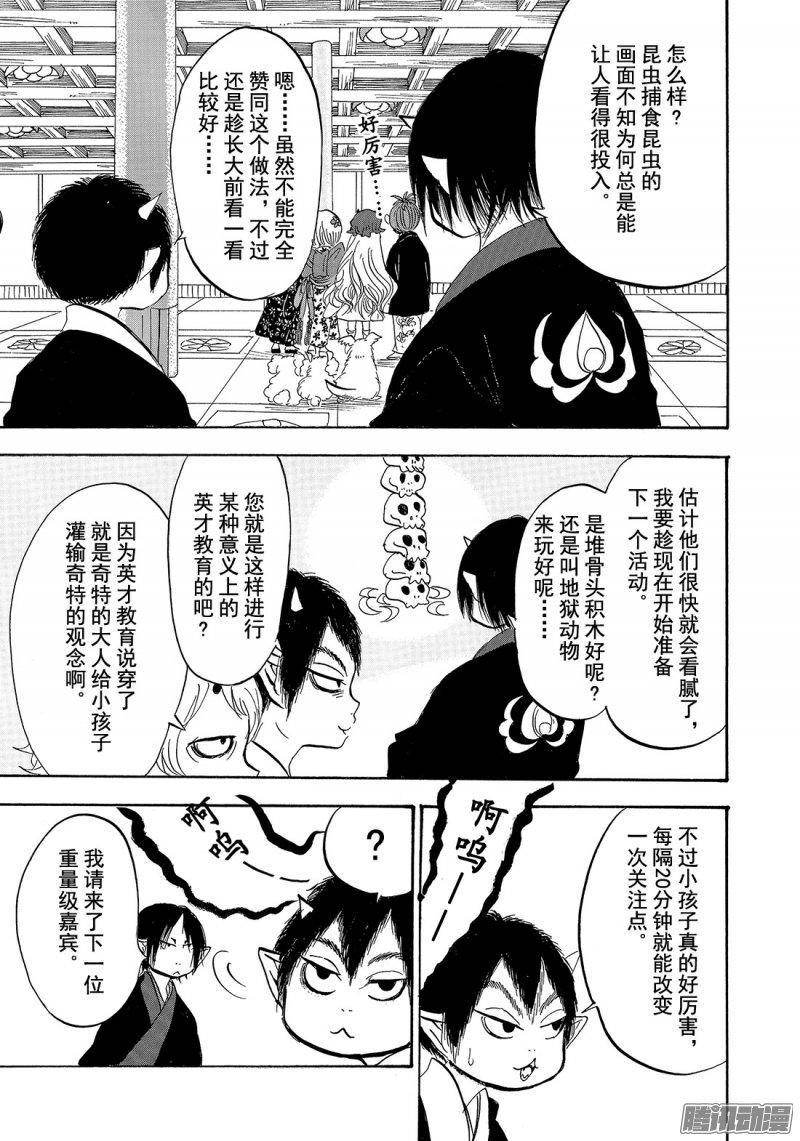 怎么样?
昆虫捕食昆虫的
画面不知为何总是能
让人看得很投入。
好厉害……
嗯……虽然不能完全
赞同这个做法，不过
还是趁长大前看一看
比较好……
估计他们很快就会看腻了，
我要趁现在开始准备
下一个活动。
是堆骨头积木好呢?
还是叫地狱动物
来玩好呢……
您就是这样进行
某种意义上的
英才教育的吧?
因为英才教育说穿了
就是奇特的大人给小孩子
灌输奇特的观念啊。
不过小孩子真的好厉害，
每隔20分钟就能改变
一次关注点。
啊呜——
?
啊呜——
我请来了下一位
重量级嘉宾。
腾讯动漫